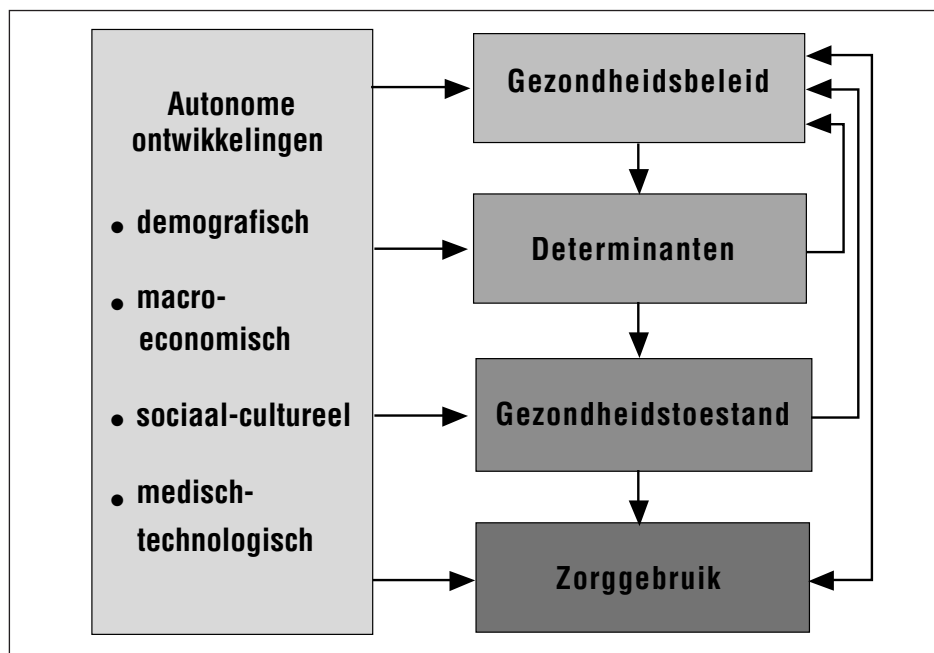 Autonome
ontwikkelingen
• demografisch
• macro-
economisch
• sociaal-cultureel
• medisch-
technologisch
Gezondheidsbeleid
Determinanten
Gezondheidstoestand
Zorggebruik